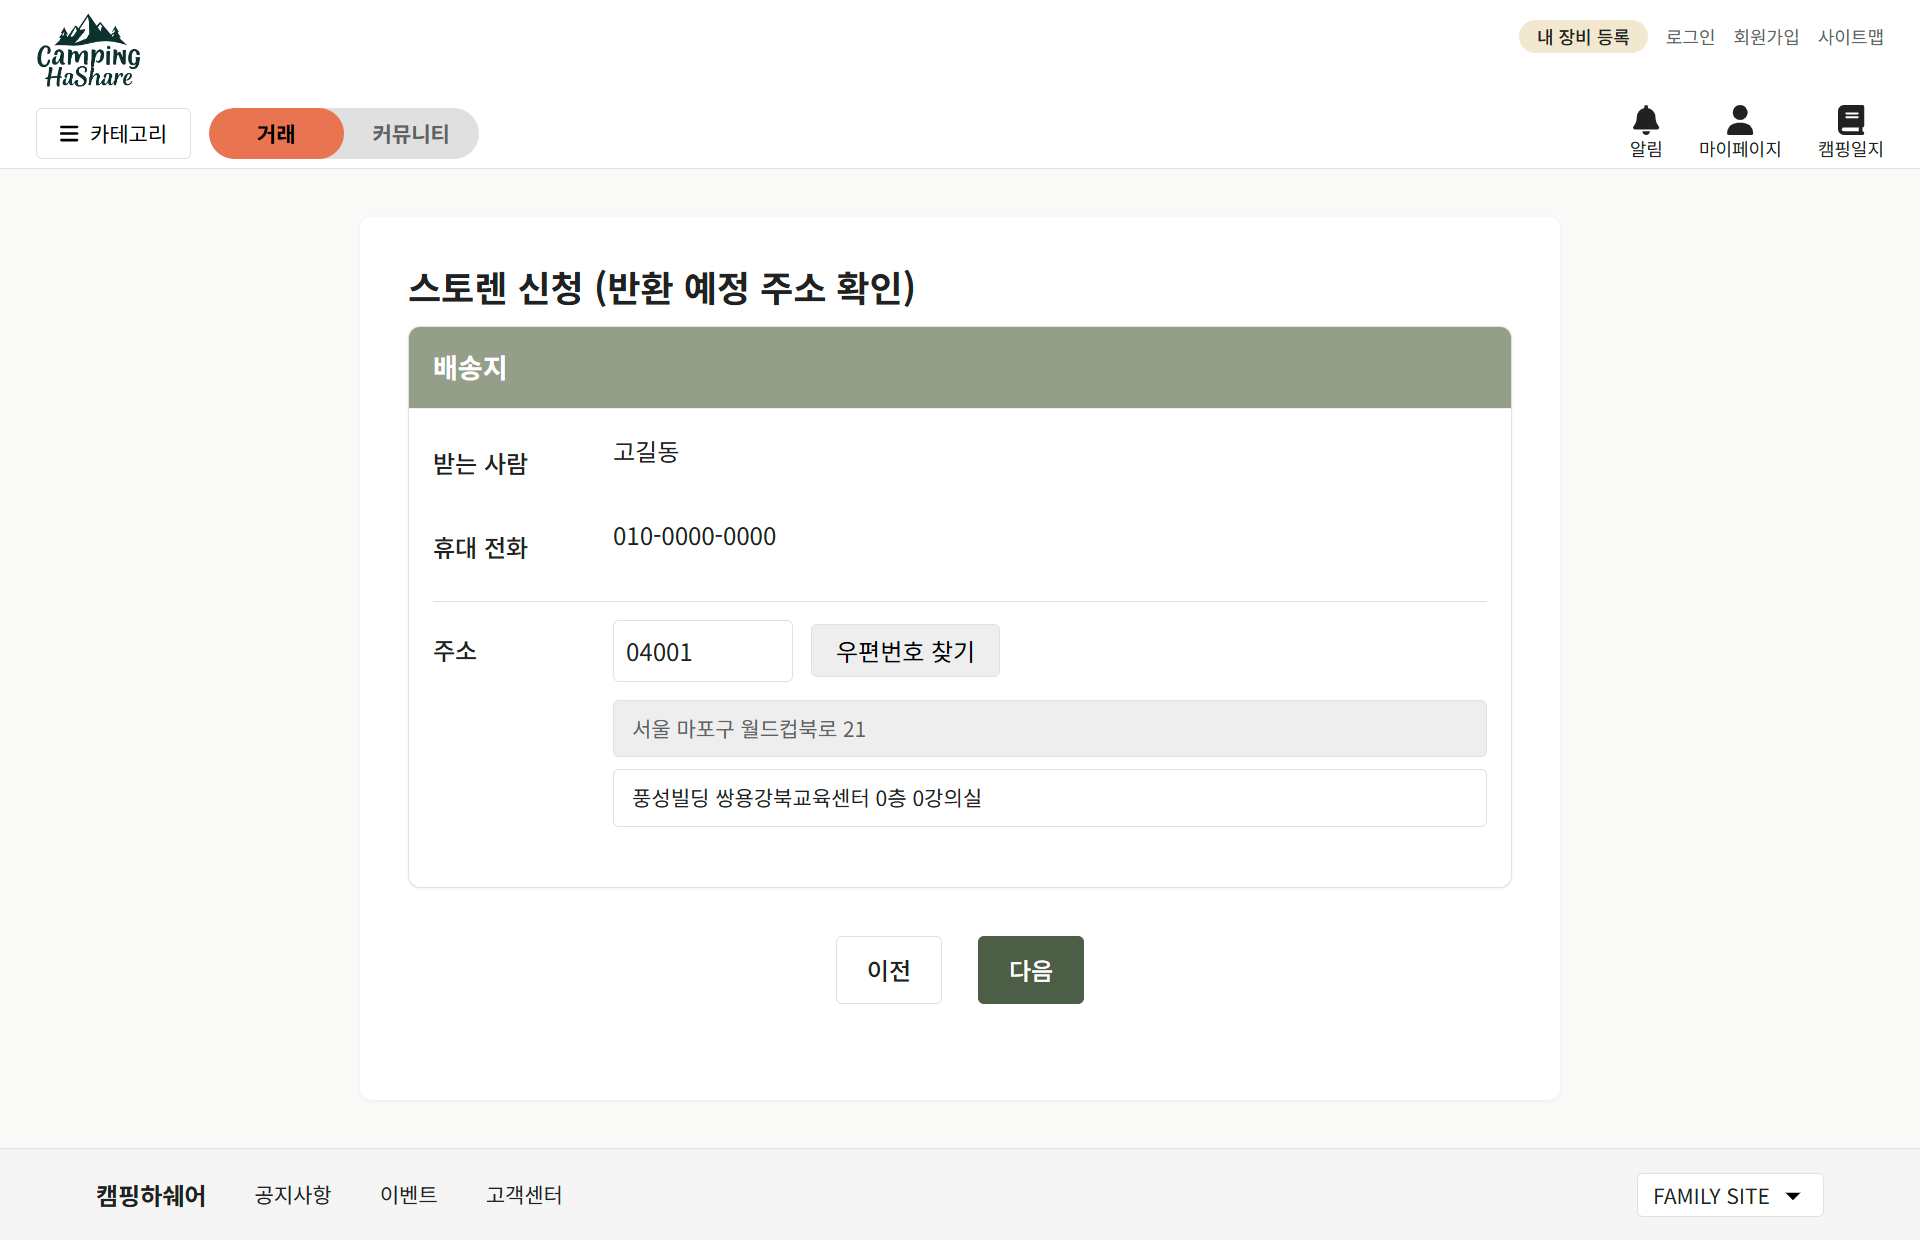 Camping
HaShare
내 장비 등록 로그인 회원가입 사이트맵
카테고리 거래 커뮤니티
알림 마이페이지 캠핑일지
스토렌 신청 (반환 예정 주소 확인)
배송지
받는 사람 고길동
휴대 전화 010-0000-0000
주소 04001 우편번호 찾기
서울 마포구 월드컵북로 21
풍성빌딩 쌍용강북교육센터 0층 0강의실
이전 다음
캠핑하쉐어 공지사항 이벤트 고객센터 FAMILY SITE